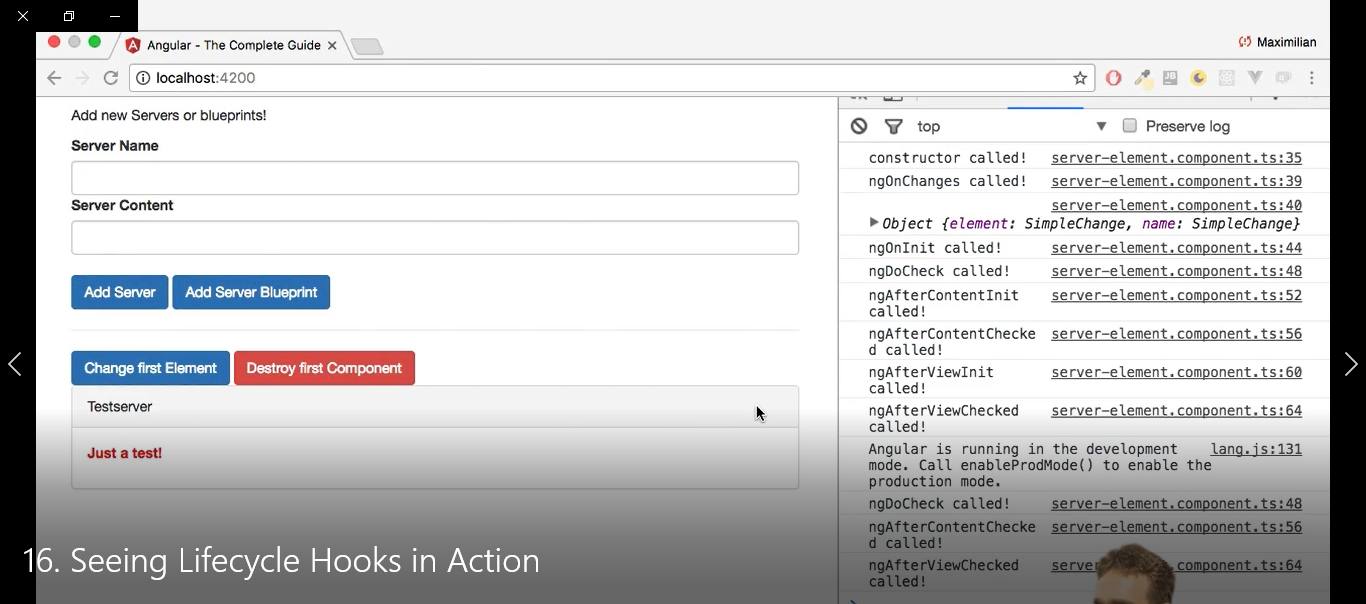 Angular - The Complete Guide
Maximilian
localhost:4200
Add new Servers or blueprints!
Server Name
Server Content
Add Server
Add Server Blueprint
Change first Element
Destroy first Component
Testserver
Just a test!
top
Preserve log
constructor called! server-element.component.ts:35
ngOnChanges called! server-element.component.ts:39
server-element.component.ts:40
Object {element: SimpleChange, name: SimpleChange}
ngOnInit called! server-element.component.ts:44
ngDoCheck called! server-element.component.ts:48
ngAfterContentInit server-element.component.ts:52
called!
ngAfterContentChecke server-element.component.ts:56
d called!
ngAfterViewInit server-element.component.ts:60
called!
ngAfterViewChecked server-element.component.ts:64
called!
Angular is running in the development lang.js:131
mode. Call enableProdMode() to enable the
production mode.
ngDoCheck called! server-element.component.ts:48
ngAfterContentChecke server-element.component.ts:56
d called!
ngAfterViewChecked server component.ts:64
called!
16. Seeing Lifecycle Hooks in Action